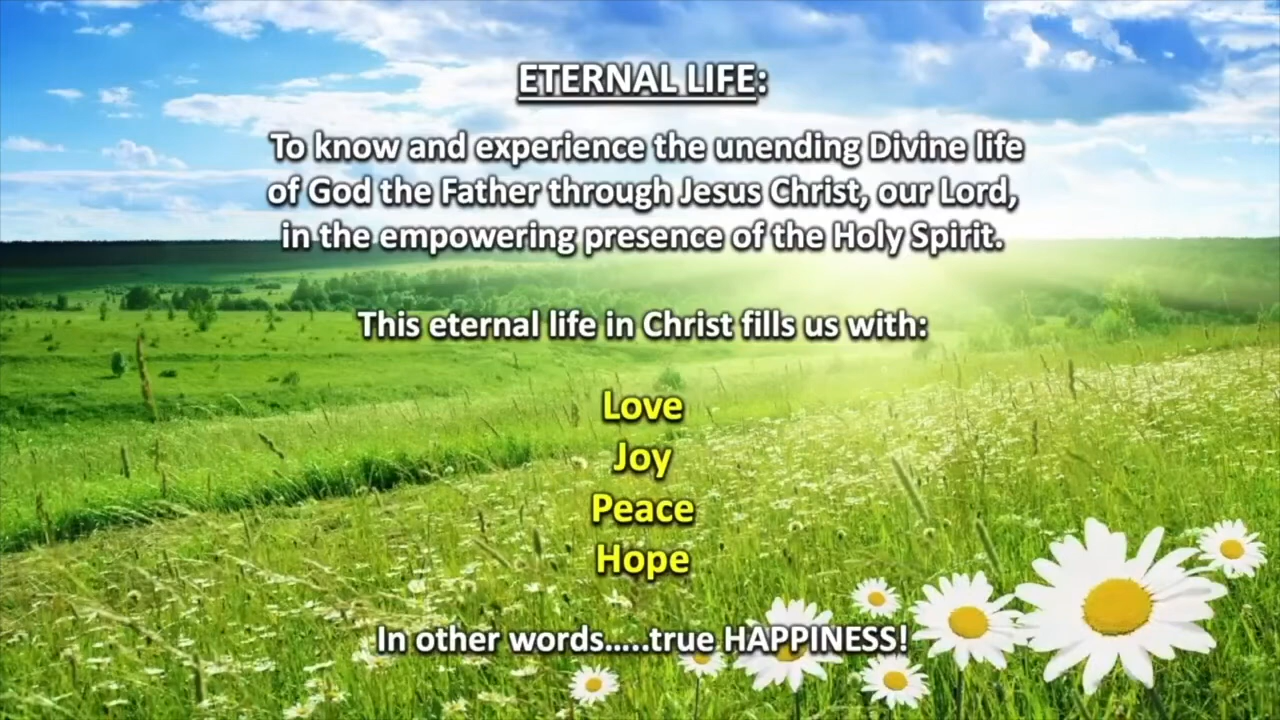 ETERNAL LIFE:
To know and experience the unending Divine life
of God the Father through Jesus Christ, our Lord,
in the empowering presence of the Holy Spirit.
This eternal life in Christ fills us with:
Love
Joy
Peace
Hope
In other words.....true HAPPINESS!